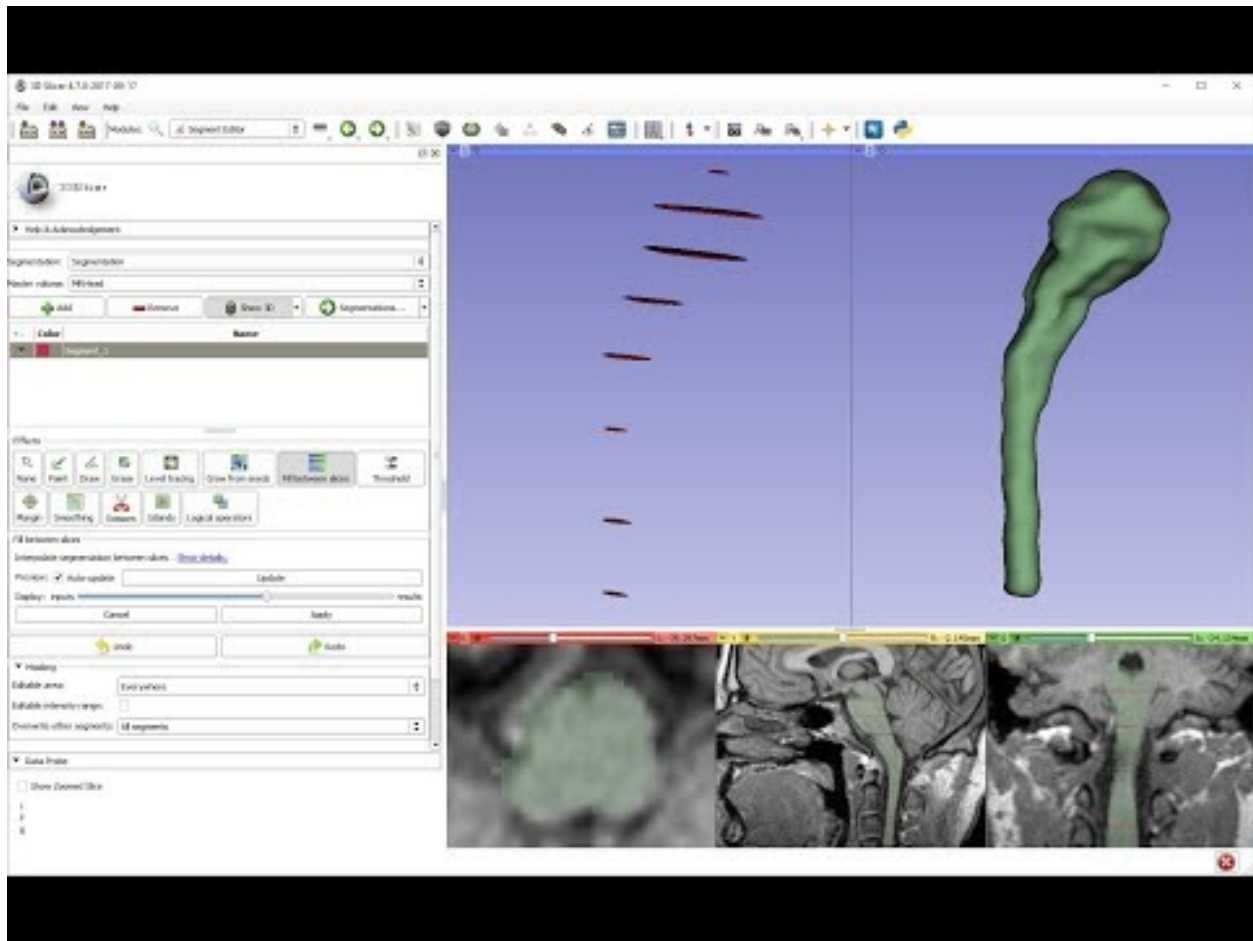 3D Slicer 4.7.0-2017-09-17
File Edit View Help
Modules: Segment Editor
3DSlicer
Help & Acknowledgement
Segmentation: Segmentation
Master volume: MRHead
Add Remove Show 3D Segmentations...
Color Name
Segment_1
Effects
None Paint Draw Erase Level tracing Grow from seeds Fill between slices Threshold
Margin Smoothing Scissors Islands Logical operators
Fill between slices
Interpolate segmentation between slices. Show details.
Preview: Auto-update Update
Display: inputs results
Cancel Apply
Undo Redo
Masking
Editable area: Everywhere
Editable intensity range:
Overwrite other segments: All segments
Data Probe
Show Zoomed Slice
L
F
B